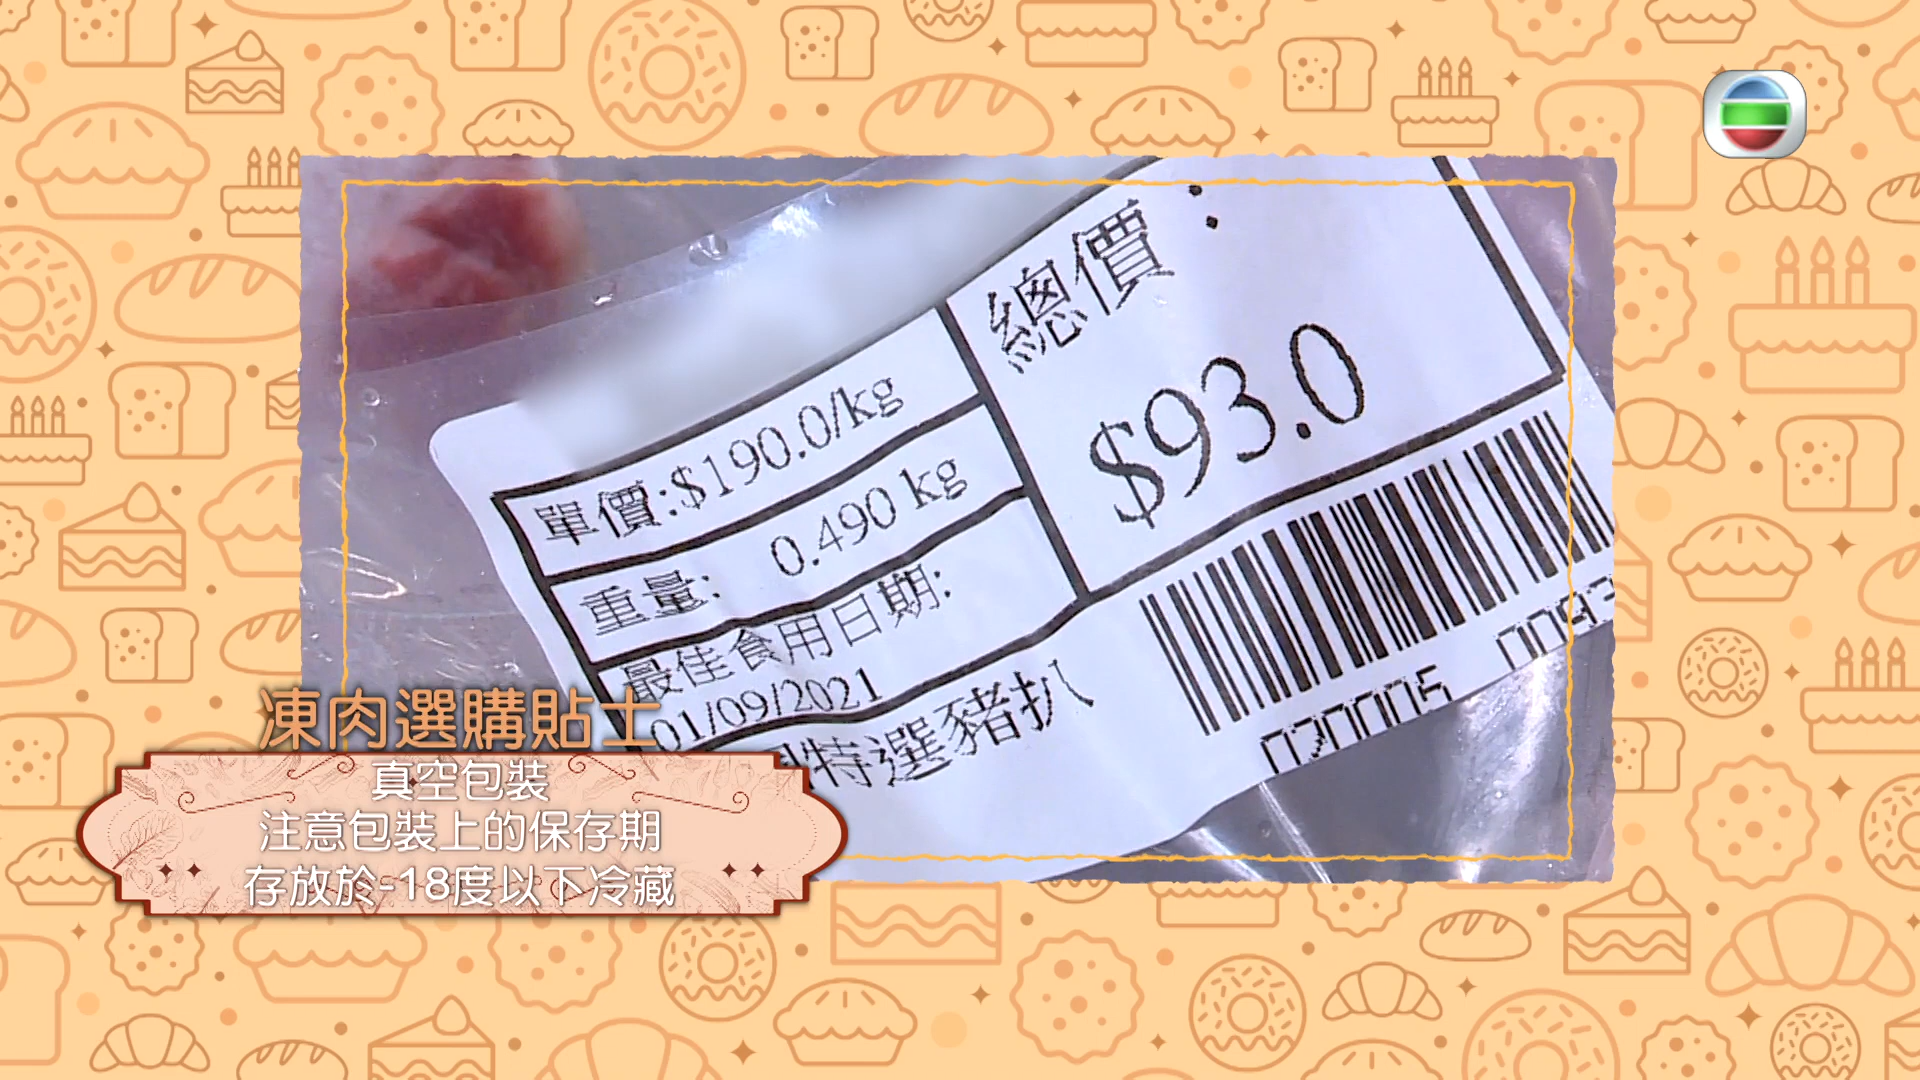 總價：
$93.0
單價:$190.0/kg
重量: 0.490 kg
最佳食用日期:
01/09/2021
特選豬扒
020005 0093
凍肉選購貼士
真空包裝
注意包裝上的保存期
存放於-18度以下冷藏